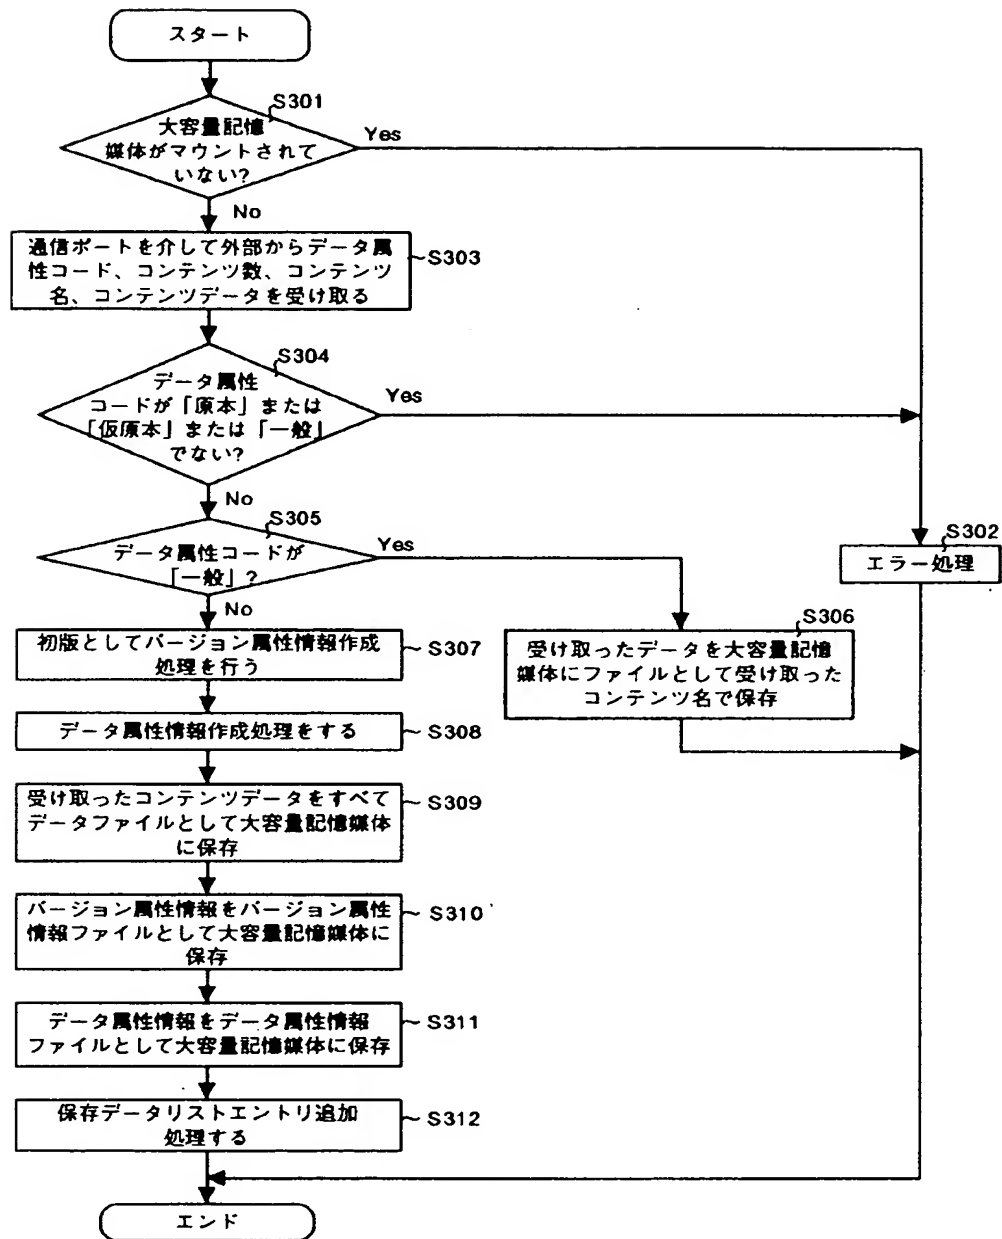 スタート
S301
大容量記憶
媒体がマウントされて
いない?
Yes
No
通信ポートを介して外部からデータ属
性コード、コンテンツ数、コンテンツ
名、コンテンツデータを受け取る
S303
S304
データ属性
コードが「原本」または
「仮原本」または「一般」
でない?
Yes
No
S305
データ属性コードが
「一般」?
Yes
No
S302
エラー処理
S306
受け取ったデータを大容量記憶
媒体にファイルとして受け取った
コンテンツ名で保存
初版としてバージョン属性情報作成
処理を行う
S307
データ属性情報作成処理をする
S308
受け取ったコンテンツデータをすべて
データファイルとして大容量記憶媒体
に保存
S309
バージョン属性情報をバージョン属性
情報ファイルとして大容量記憶媒体に
保存
S310
データ属性情報をデータ属性情報
ファイルとして大容量記憶媒体に保存
S311
保存データリストエントリ追加
処理する
S312
エンド